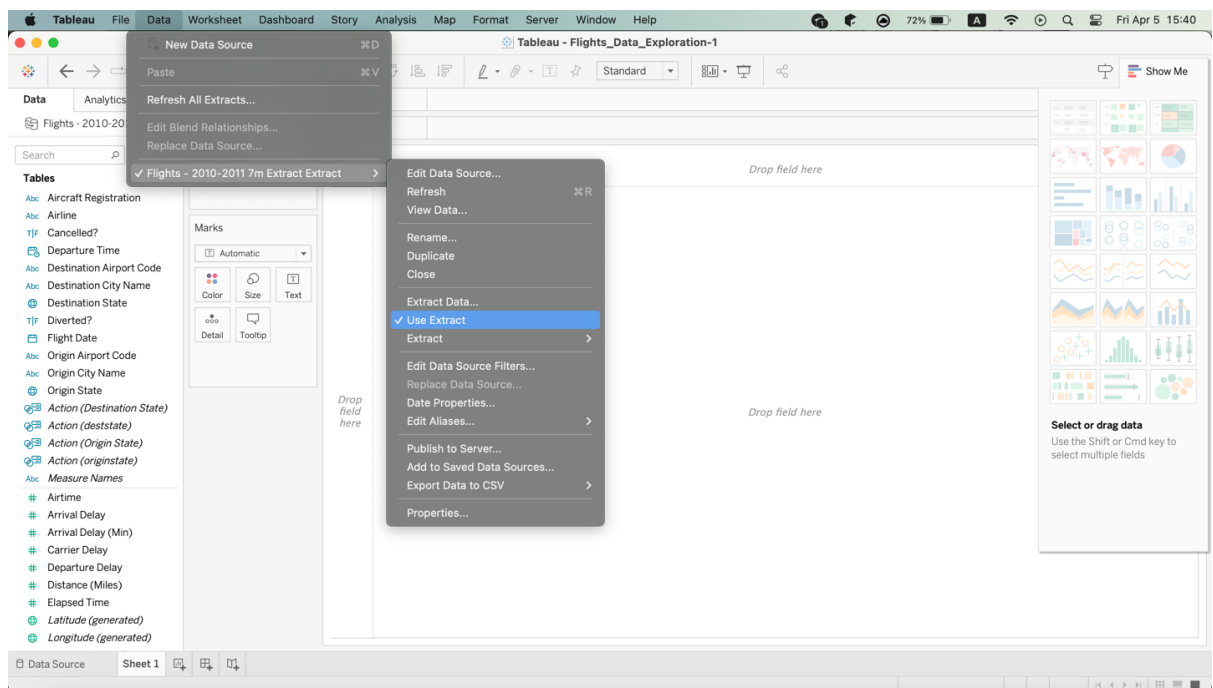 Tableau File Data Worksheet Dashboard Story Analysis Map Format Server Window Help 72% A Fri Apr 5 15:40
Tableau - Flights_Data_Exploration-1
Standard
Show Me
Data Analytics
Flights - 2010-20
Search
Tables
Abc Aircraft Registration
Abc Airline
T|F Cancelled?
Departure Time
Abc Destination Airport Code
Abc Destination City Name
Destination State
T|F Diverted?
Flight Date
Abc Origin Airport Code
Abc Origin City Name
Origin State
Action (Destination State)
Action (deststate)
Action (Origin State)
Action (originstate)
Abc Measure Names
# Airtime
# Arrival Delay
# Arrival Delay (Min)
# Carrier Delay
# Departure Delay
# Distance (Miles)
# Elapsed Time
Latitude (generated)
Longitude (generated)
New Data Source ⌘D
Paste ⌘V
Refresh All Extracts...
Edit Blend Relationships...
Replace Data Source...
✓ Flights - 2010-2011 7m Extract Extract >
Edit Data Source...
Refresh ⌘R
View Data...
Rename...
Duplicate
Close
Extract Data...
✓ Use Extract
Extract >
Edit Data Source Filters...
Replace Data Source...
Date Properties...
Edit Aliases... >
Publish to Server...
Add to Saved Data Sources...
Export Data to CSV >
Properties...
Marks
T Automatic
Color Size Text
Detail Tooltip
Drop field here
Drop
field
here
Drop field here
Select or drag data
Use the Shift or Cmd key to
select multiple fields
Data Source Sheet 1